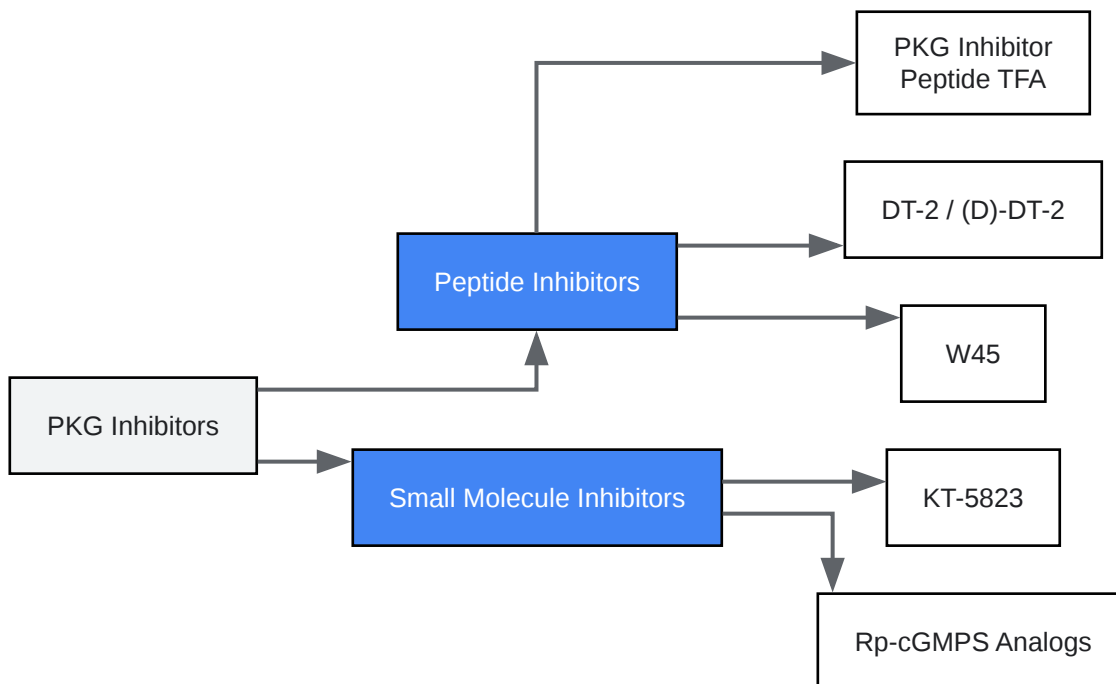 PKG Inhibitor
Peptide TFA
DT-2 / (D)-DT-2
Peptide Inhibitors
W45
PKG Inhibitors
Small Molecule Inhibitors
KT-5823
Rp-cGMPS Analogs